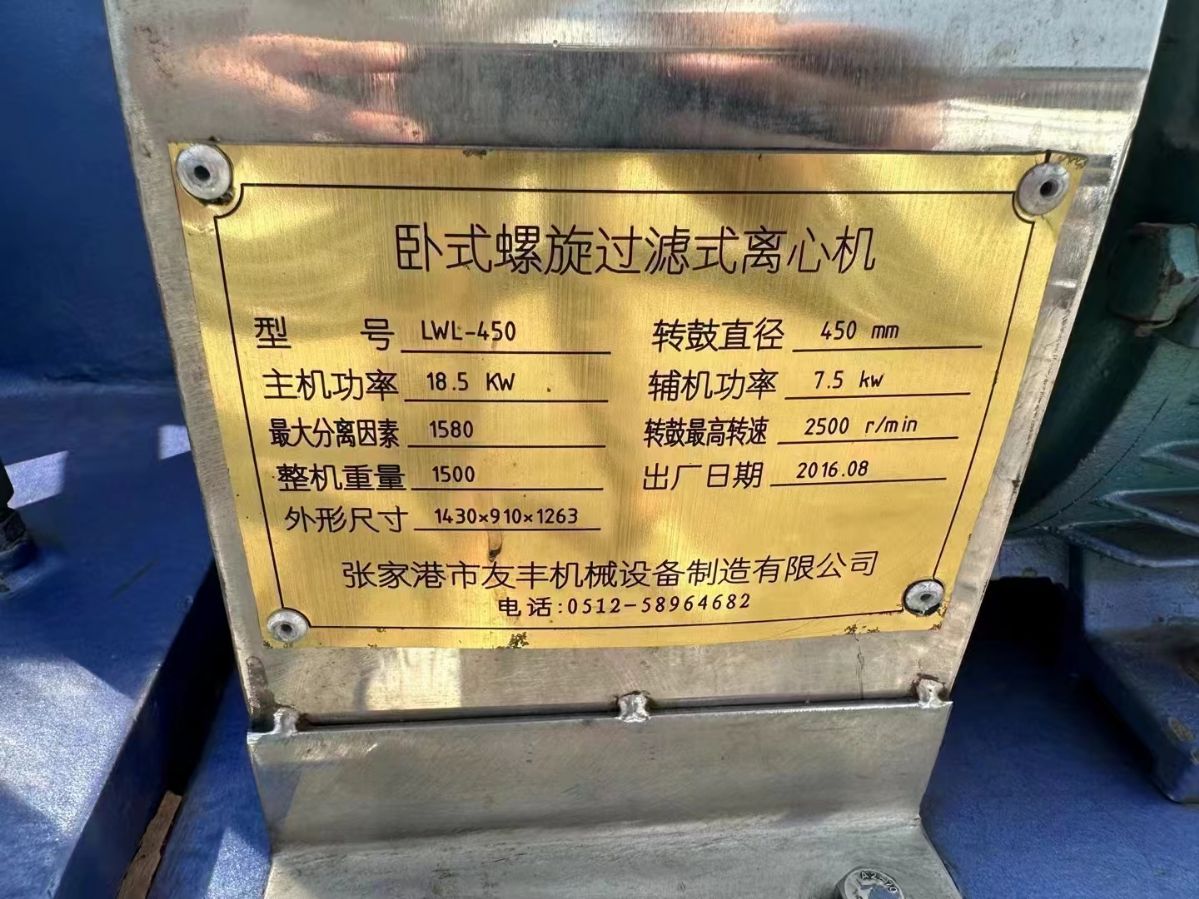 卧式螺旋过滤式离心机
型 号 LWL-450 转鼓直径 450 mm
主机功率 18.5 KW 辅机功率 7.5 kw
最大分离因素 1580 转鼓最高转速 2500 r/min
整机重量 1500 出厂日期 2016.08
外形尺寸 1430×910×1263
张家港市友丰机械设备制造有限公司
电话:0512-58964682
A2-70